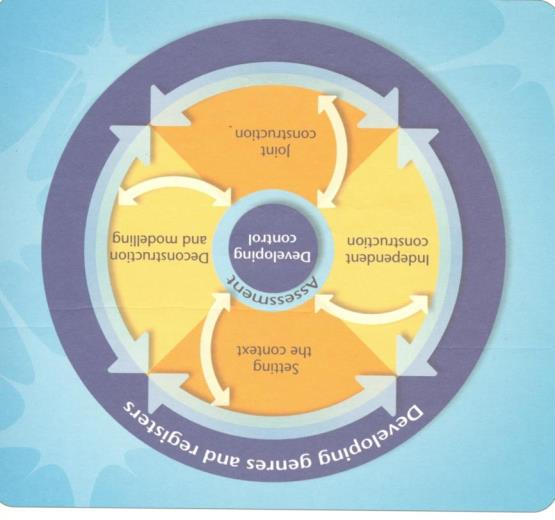 Developing genres and registers
Setting
the context
Assessment
Developing
control
Independent
construction
Deconstruction
and modelling
Joint
construction